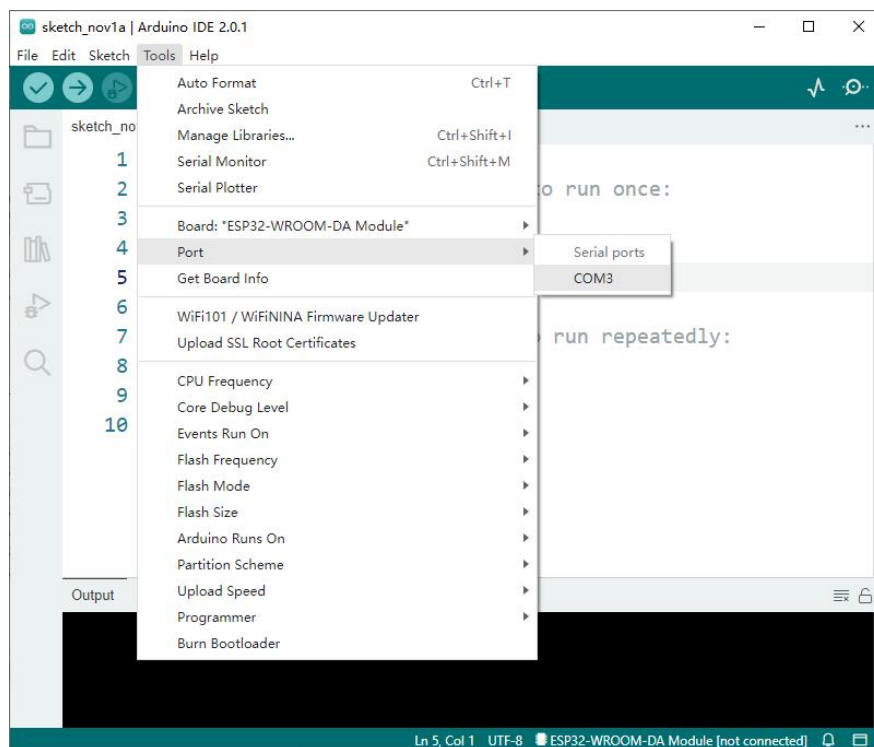 sketch_nov1a | Arduino IDE 2.0.1
File Edit Sketch Tools Help
Auto Format Ctrl+T
Archive Sketch
Manage Libraries... Ctrl+Shift+I
Serial Monitor Ctrl+Shift+M
Serial Plotter
Board: "ESP32-WROOM-DA Module"
Port
Get Board Info
WiFi101 / WiFiNINA Firmware Updater
Upload SSL Root Certificates
CPU Frequency
Core Debug Level
Events Run On
Flash Frequency
Flash Mode
Flash Size
Arduino Runs On
Partition Scheme
Upload Speed
Programmer
Burn Bootloader
Serial ports
COM3
sketch_no
1
2 to run once:
3
4
5
6
7 run repeatedly:
8
9
10
Output
Ln 5, Col 1 UTF-8 ESP32-WROOM-DA Module [not connected]